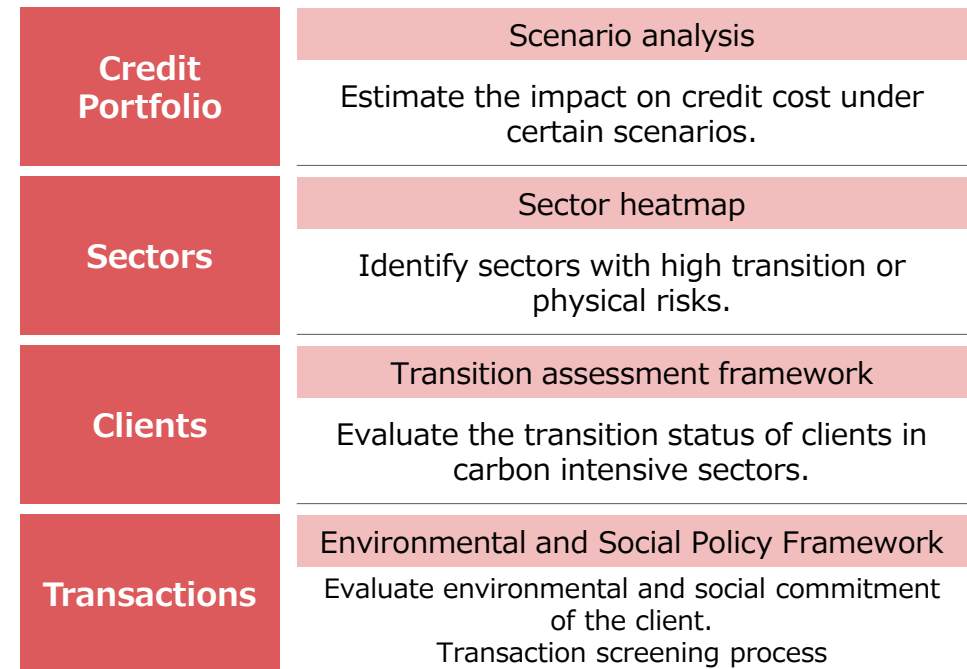 Credit
Portfolio
Scenario analysis
Estimate the impact on credit cost under
certain scenarios.
Sectors
Sector heatmap
Identify sectors with high transition or
physical risks.
Clients
Transition assessment framework
Evaluate the transition status of clients in
carbon intensive sectors.
Transactions
Environmental and Social Policy Framework
Evaluate environmental and social commitment
of the client.
Transaction screening process